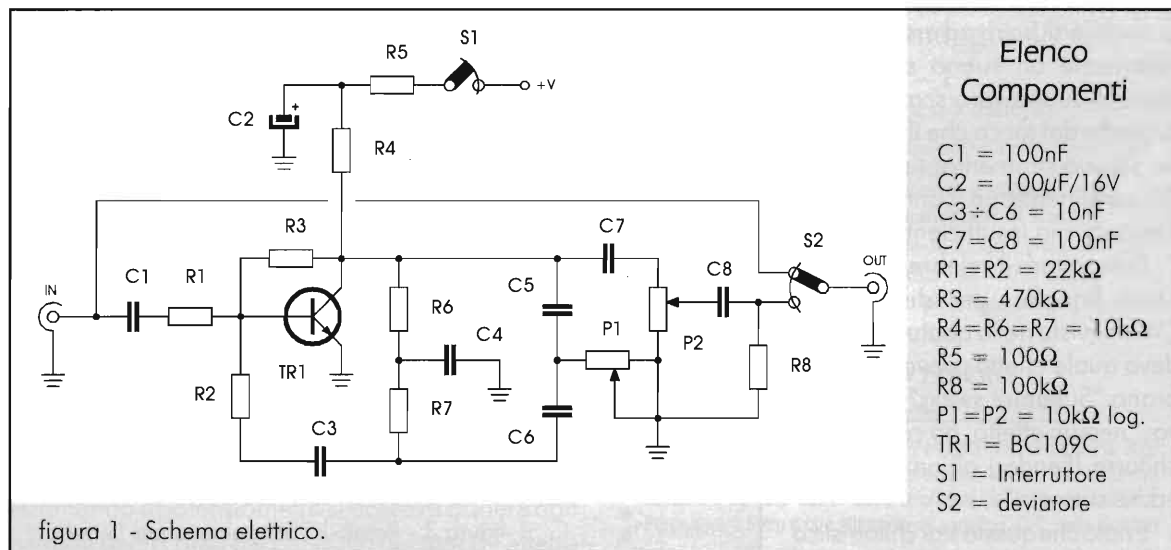 S1
R5
+V
C2
+
R4
R3
C7
S2
IN
C1
R1
C8
OUT
R6
C5
C4
P1
P2
TR1
R2
R7
R8
C3
C6
Elenco
Componenti
C1 = 100nF
C2 = 100µF/16V
C3÷C6 = 10nF
C7=C8 = 100nF
R1=R2 = 22kΩ
R3 = 470kΩ
R4=R6=R7 = 10kΩ
R5 = 100Ω
R8 = 100kΩ
P1=P2 = 10kΩ log.
TR1 = BC109C
S1 = Interruttore
S2 = deviatore
figura 1 - Schema elettrico.